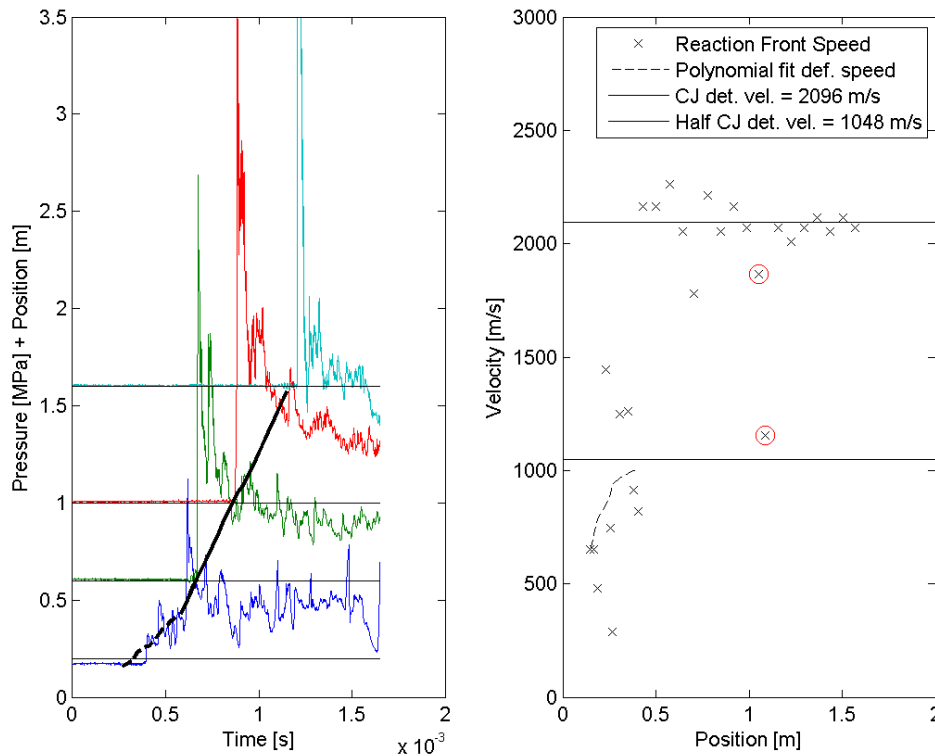 3.5
3
2.5
2
1.5
1
0.5
0
0 0.5 1 1.5 2
x 10⁻³
Time [s]
Pressure [MPa] + Position [m]
3000
2500
2000
1500
1000
500
0
0 0.5 1 1.5 2
Position [m]
Velocity [m/s]
Reaction Front Speed
Polynomial fit def. speed
CJ det. vel. = 2096 m/s
Half CJ det. vel. = 1048 m/s